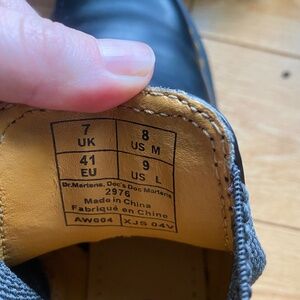 7 8
UK US M
41 9
EU US L
Dr.Martens, Doc's Doc Martens
2976
Made in China
Fabriqué en Chine
AW004 XJS 04V